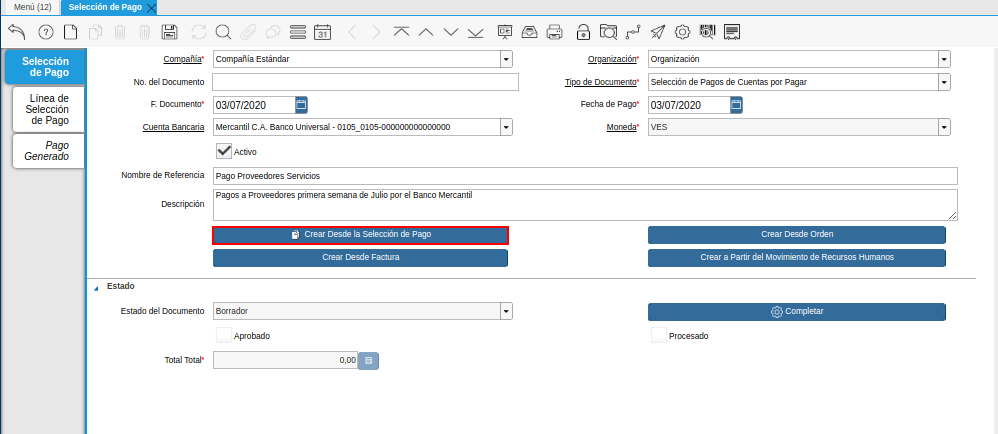 Menú (12) Selección de Pago
31
Selección de Pago
Línea de Selección de Pago
Pago Generado
Compañía* Compañía Estándar Organización* Organización
No. del Documento Tipo de Documento* Selección de Pagos de Cuentas por Pagar
F. Documento* 03/07/2020 Fecha de Pago* 03/07/2020
Cuenta Bancaria Mercantil C.A. Banco Universal - 0105_0105-000000000000000 Moneda* VES
Activo
Nombre de Referencia Pago Proveedores Servicios
Descripción Pagos a Proveedores primera semana de Julio por el Banco Mercantil
Crear Desde la Selección de Pago Crear Desde Orden
Crear Desde Factura Crear a Partir del Movimiento de Recursos Humanos
Estado
Estado del Documento Borrador Completar
Aprobado Procesado
Total Total* 0,00